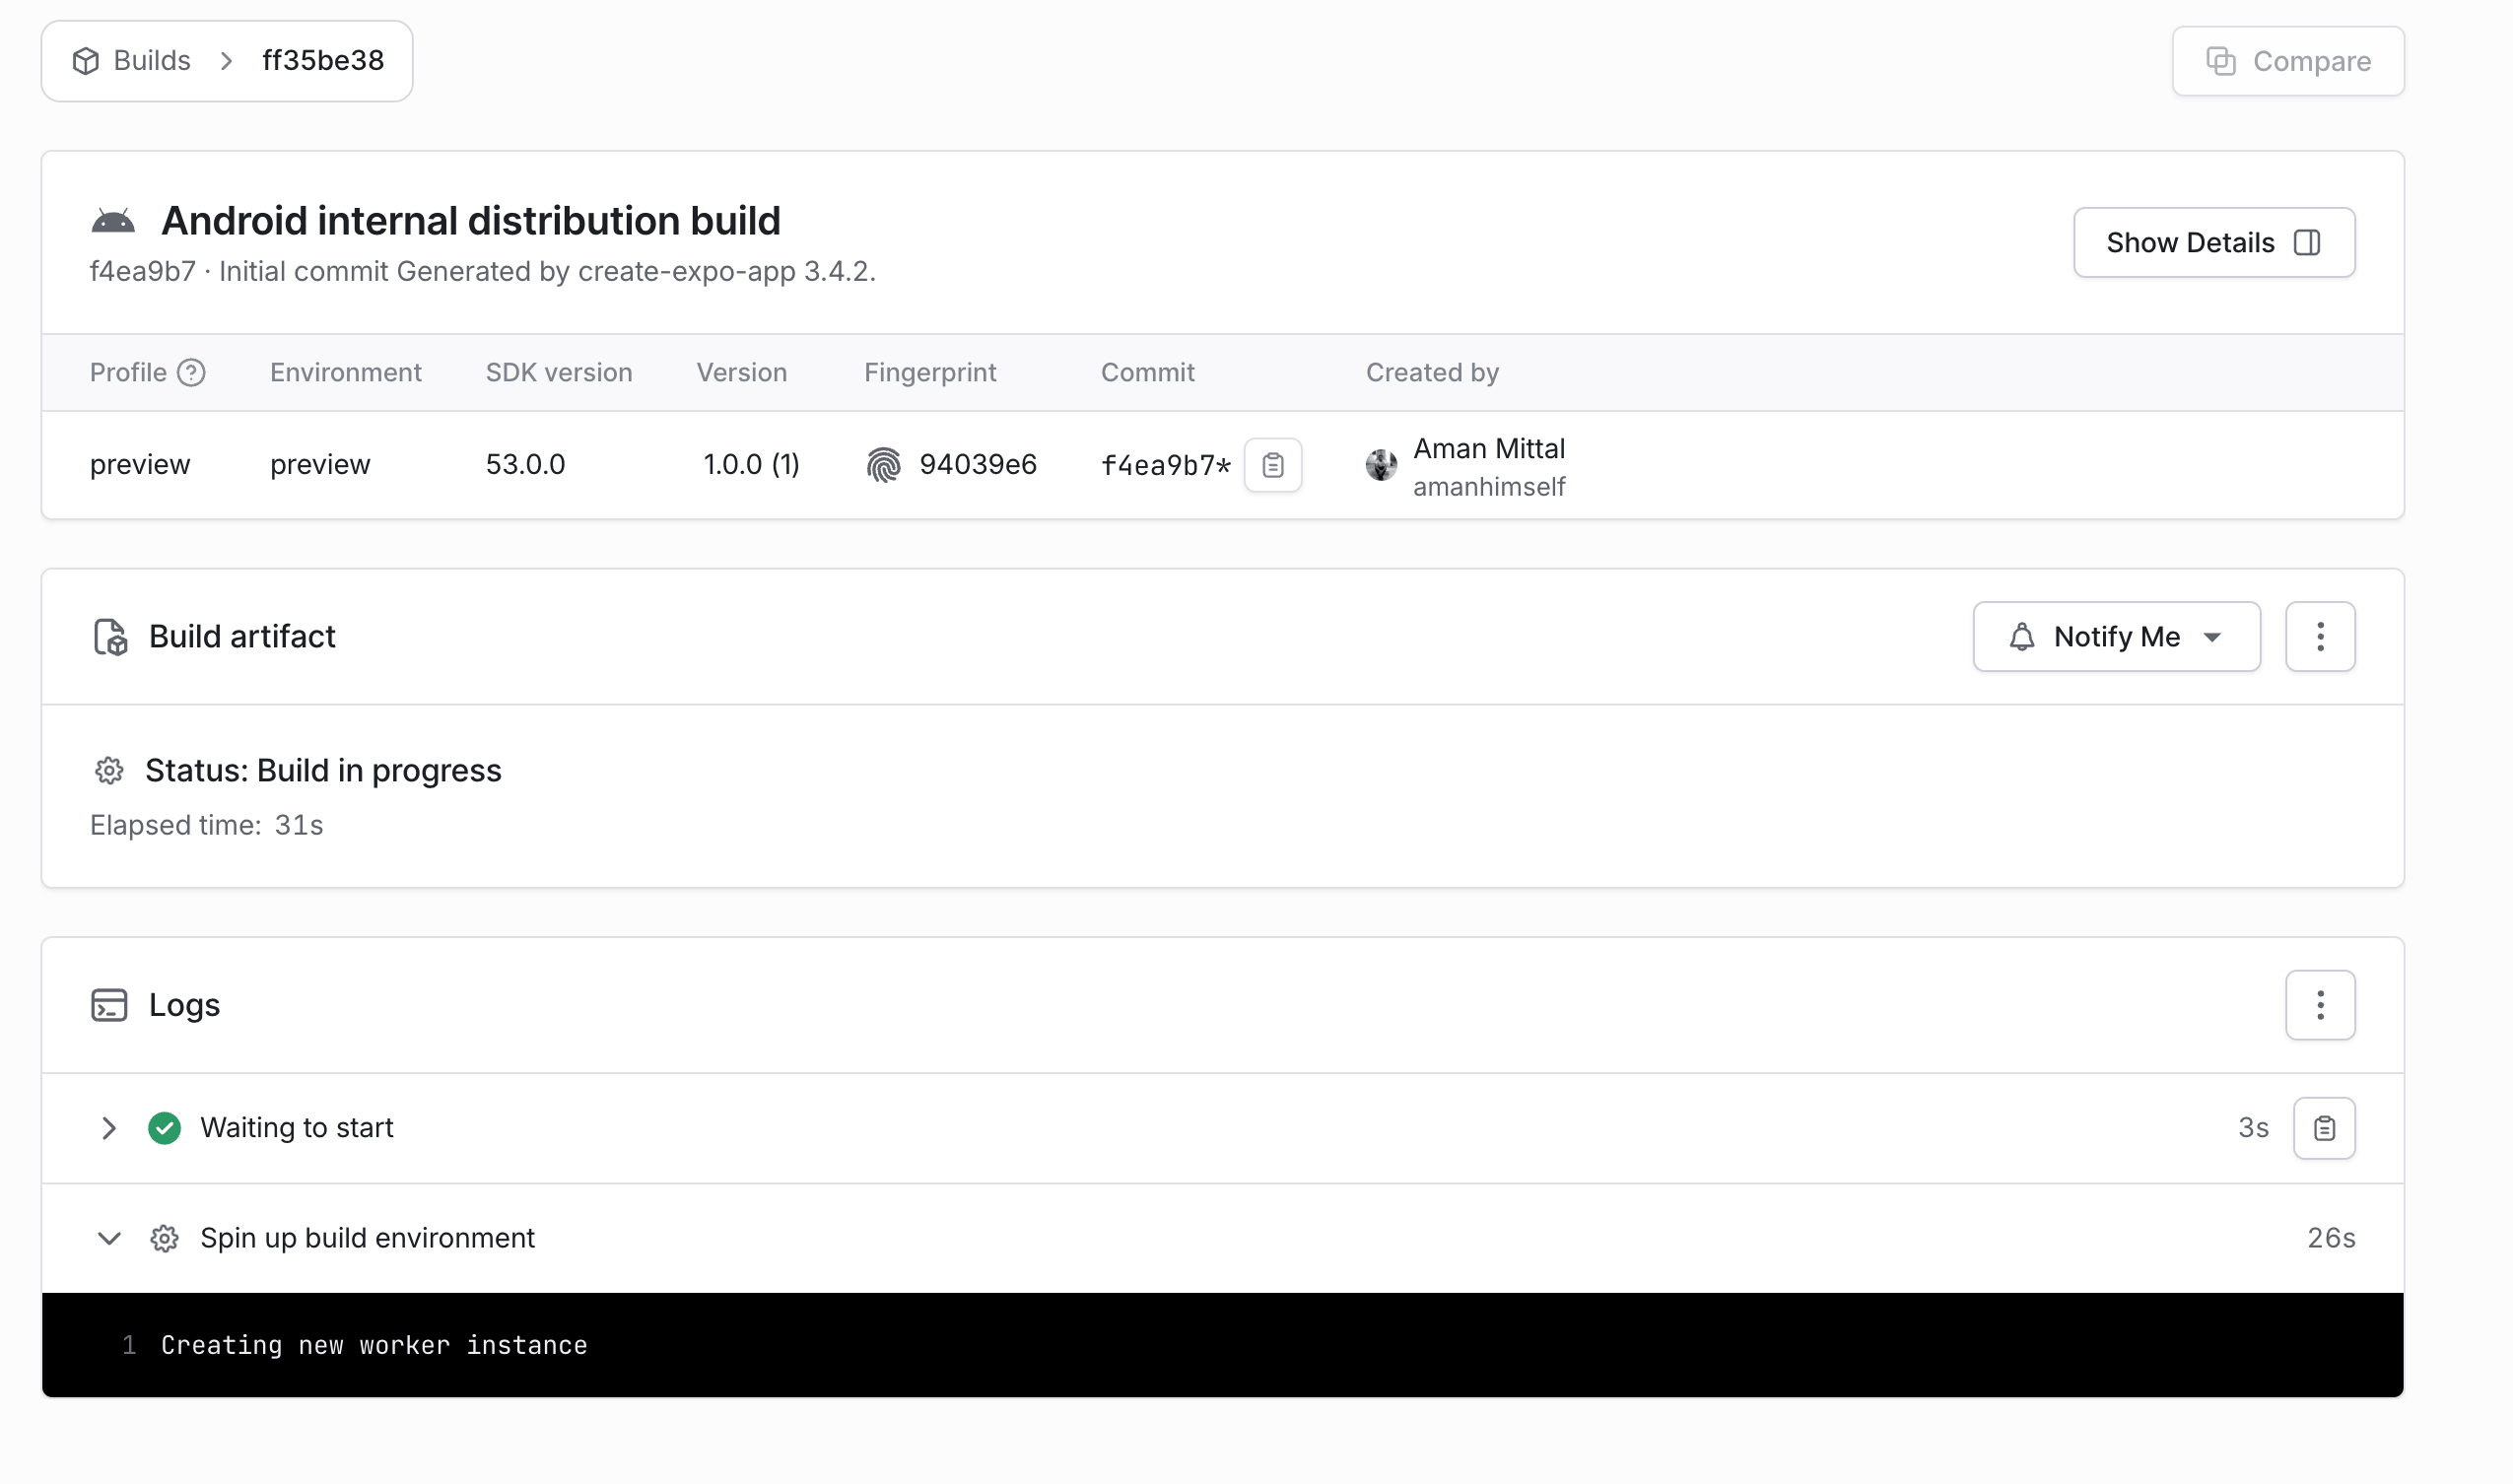 Builds > ff35be38
Compare
Android internal distribution build
f4ea9b7 · Initial commit Generated by create-expo-app 3.4.2.
Show Details
Profile Environment SDK version Version Fingerprint Commit Created by
preview preview 53.0.0 1.0.0 (1) 94039e6 f4ea9b7* Aman Mittal
amanhimself
Build artifact
Notify Me
Status: Build in progress
Elapsed time: 31s
Logs
Waiting to start 3s
Spin up build environment 26s
1 Creating new worker instance